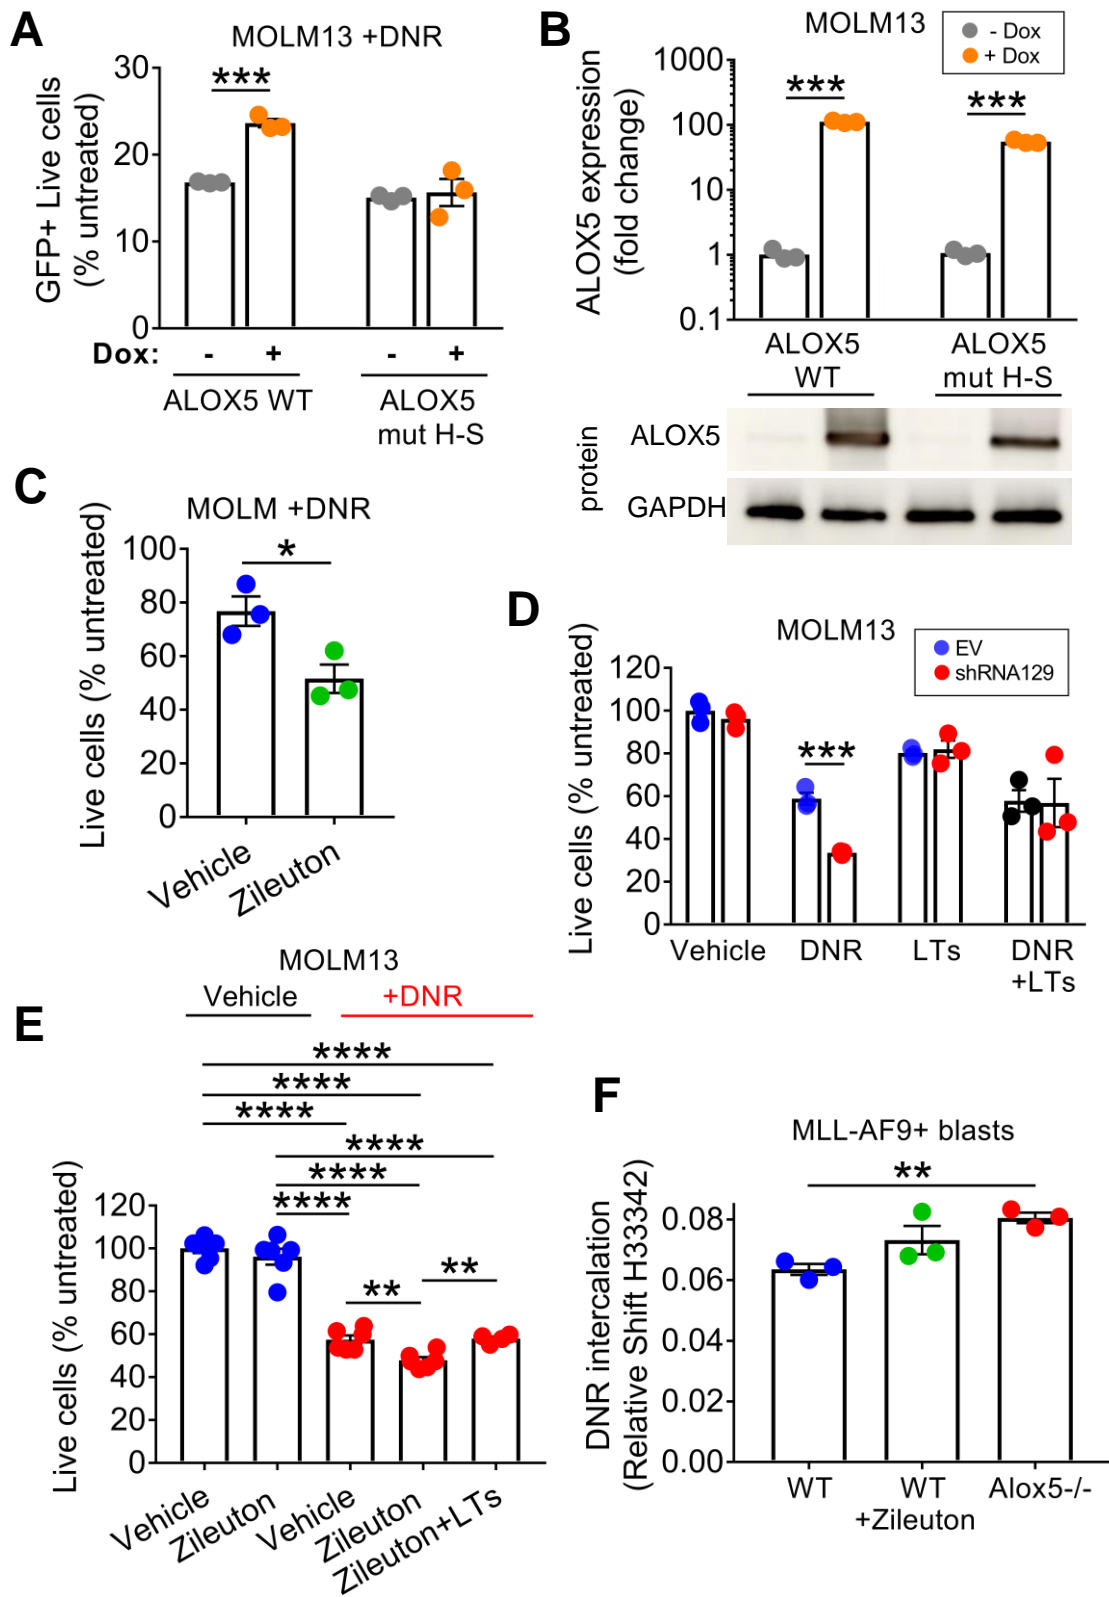 A
MOLM13 +DNR
GFP+ Live cells
(% untreated)
30
20
10
0
***
Dox:
- + - +
ALOX5 WT
ALOX5
mut H-S
B
MOLM13
- Dox
+ Dox
ALOX5 expression
(fold change)
1000
100
10
1
0.1
***
***
ALOX5
WT
ALOX5
mut H-S
protein
ALOX5
GAPDH
C
MOLM +DNR
Live cells (% untreated)
100
80
60
40
20
0
*
Vehicle
Zileuton
D
MOLM13
EV
shRNA129
Live cells (% untreated)
120
100
80
60
40
20
0
***
Vehicle
DNR
LTs
DNR
+LTs
E
MOLM13
Vehicle
+DNR
****
****
****
****
****
****
**
**
Live cells (% untreated)
120
100
80
60
40
20
0
Vehicle
Zileuton
Vehicle
Zileuton
Zileuton+LTs
F
MLL-AF9+ blasts
**
DNR intercalation
(Relative Shift H33342)
0.08
0.06
0.04
0.02
0.00
WT
WT
+Zileuton
Alox5-/-